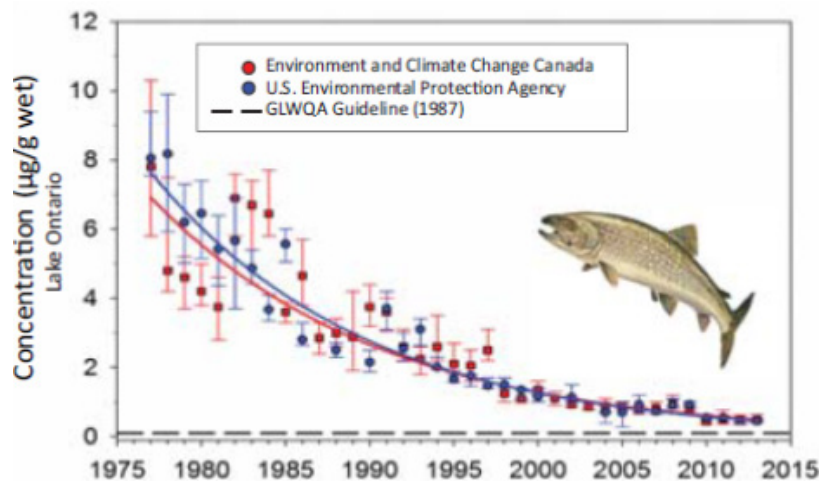 12
10
8
6
4
2
0
Concentration (µg/g wet)
Lake Ontario
Environment and Climate Change Canada
U.S. Environmental Protection Agency
GLWQA Guideline (1987)
1975 1980 1985 1990 1995 2000 2005 2010 2015